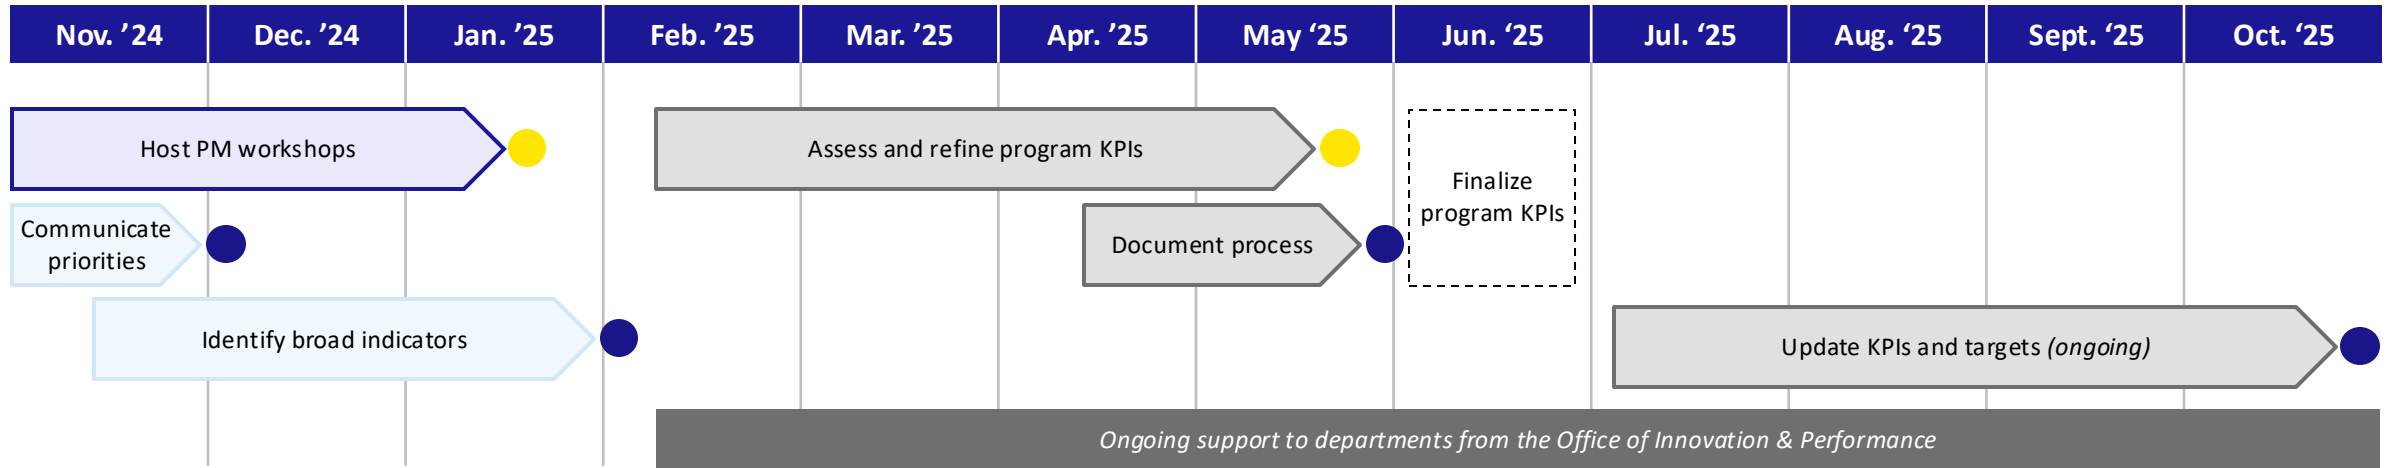 Nov. ’24
Dec. ’24
Jan. ’25
Feb. ’25
Mar. ’25
Apr. ’25
May ‘25
Jun. ‘25
Jul. ‘25
Aug. ‘25
Sept. ‘25
Oct. ‘25
Host PM workshops
Assess and refine program KPIs
Finalize
program KPIs
Communicate
priorities
Document process
Identify broad indicators
Update KPIs and targets (ongoing)
Ongoing support to departments from the Office of Innovation & Performance